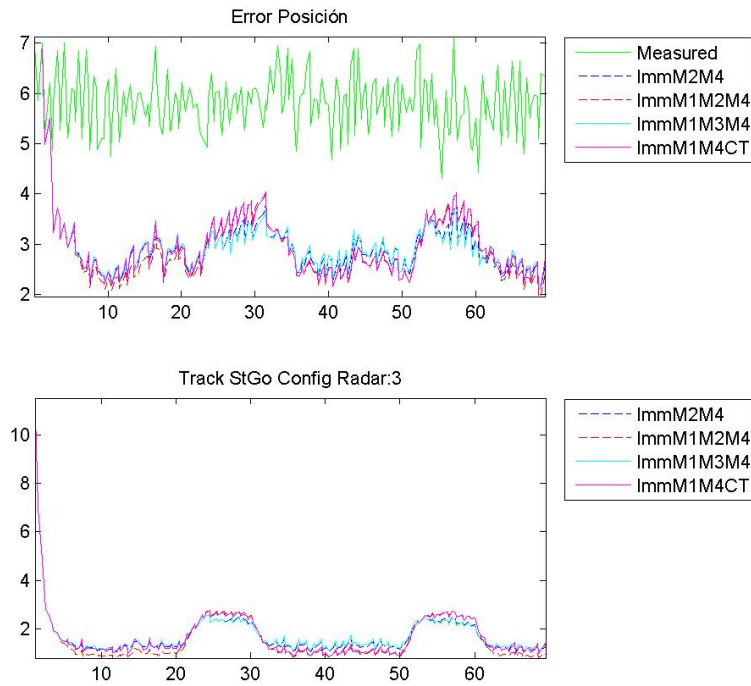 Error Posición
7
6
5
4
3
2
10 20 30 40 50 60
Measured
ImmM2M4
ImmM1M2M4
ImmM1M3M4
ImmM1M4CT
Track StGo Config Radar:3
10
8
6
4
2
10 20 30 40 50 60
ImmM2M4
ImmM1M2M4
ImmM1M3M4
ImmM1M4CT